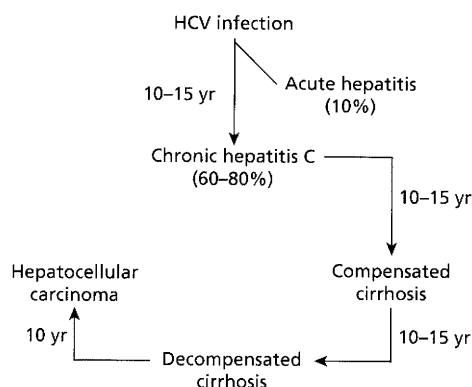 HCV infection
10–15 yr
Acute hepatitis
(10%)
Chronic hepatitis C
(60–80%)
10–15 yr
Compensated
cirrhosis
10–15 yr
Decompensated
cirrhosis
10 yr
Hepatocellular
carcinoma